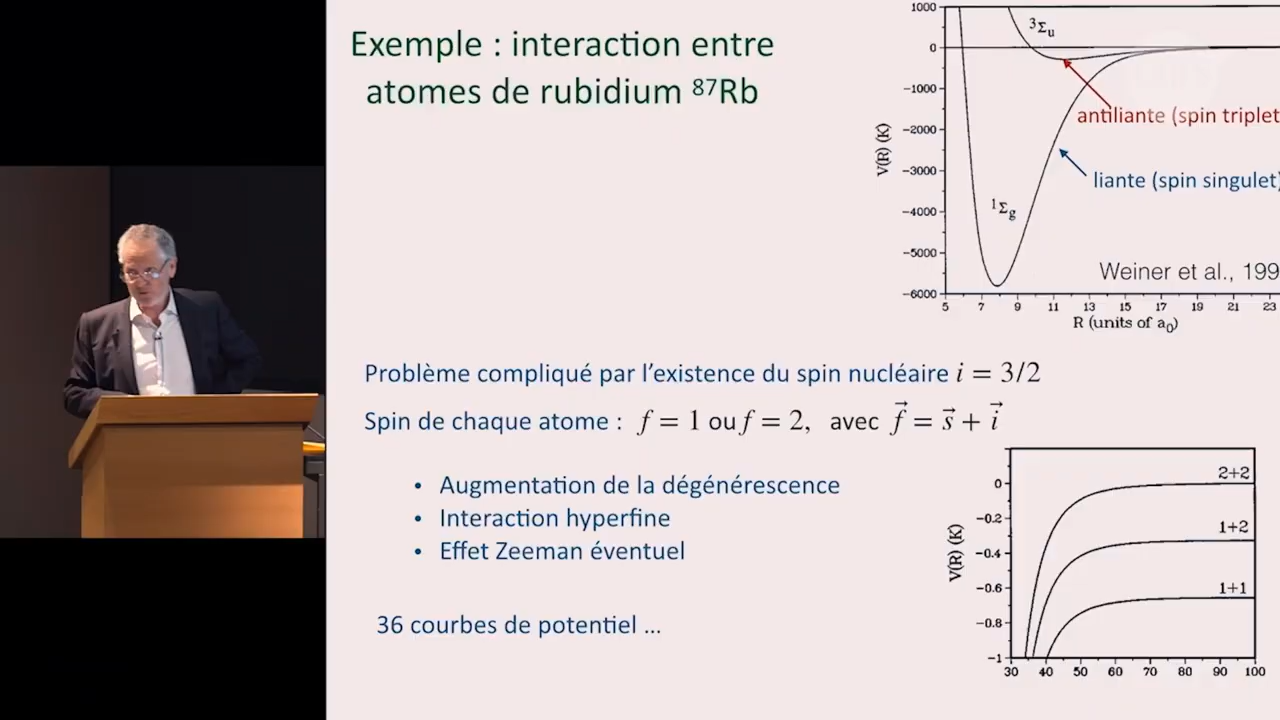 Exemple : interaction entre
atomes de rubidium ⁸⁷Rb
1000
0
−1000
−2000
−3000
−4000
−5000
−6000
V(R) (K)
³Σᵤ
antiliante (spin triplet
liante (spin singulet)
¹Σg
Weiner et al., 199
5 7 9 11 13 15 17 19 21 23
R (units of a₀)
Problème compliqué par l’existence du spin nucléaire i = 3/2
Spin de chaque atome : f = 1 ou f = 2, avec f⃗ = s⃗ + i⃗
• Augmentation de la dégénérescence
• Interaction hyperfine
• Effet Zeeman éventuel
36 courbes de potentiel ...
0
−0.2
−0.4
−0.6
−0.8
−1
V(R) (K)
2+2
1+2
1+1
30 40 50 60 70 80 90 100